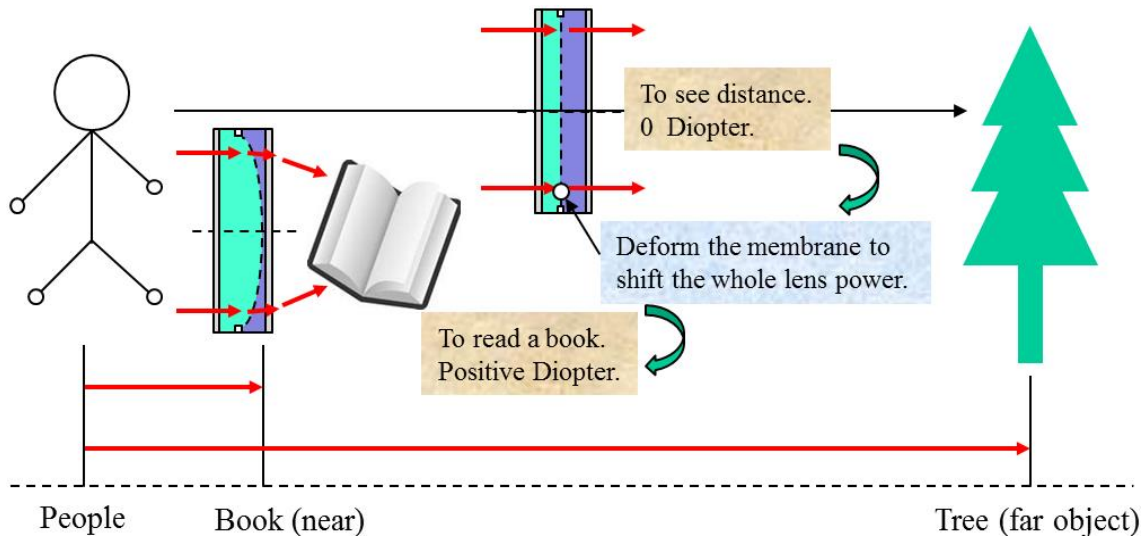 To see distance.
0 Diopter.
Deform the membrane to
shift the whole lens power.
To read a book.
Positive Diopter.
People
Book (near)
Tree (far object)